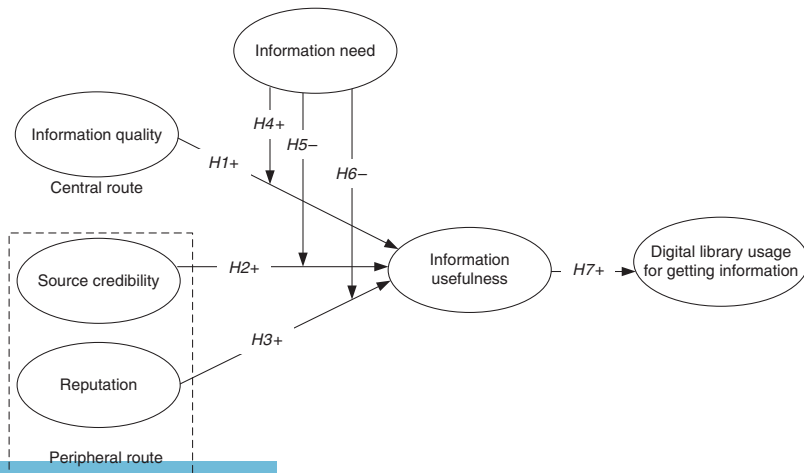 Information need
Information quality
H4+
H5–
H1+
H6–
Central route
Source credibility
H2+
Information
usefulness
H7+
Digital library usage
for getting information
H3+
Reputation
Peripheral route